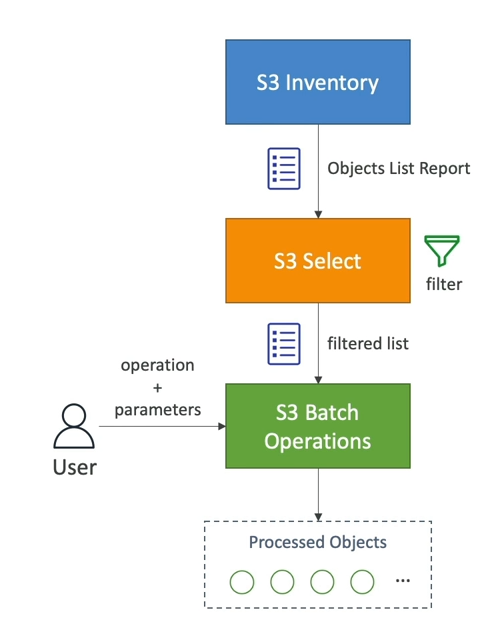 S3 Inventory
Objects List Report
S3 Select
filter
filtered list
operation
+
parameters
S3 Batch
Operations
User
Processed Objects
...